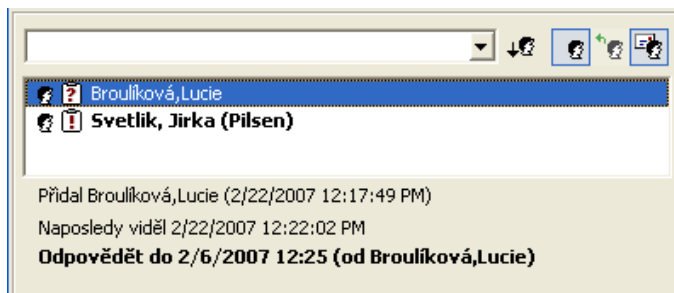 Broulíková,Lucie
Svetlik, Jirka (Pilsen)
Přidal Broulíková,Lucie (2/22/2007 12:17:49 PM)
Naposledy viděl 2/22/2007 12:22:02 PM
Odpovědět do 2/6/2007 12:25 (od Broulíková,Lucie)